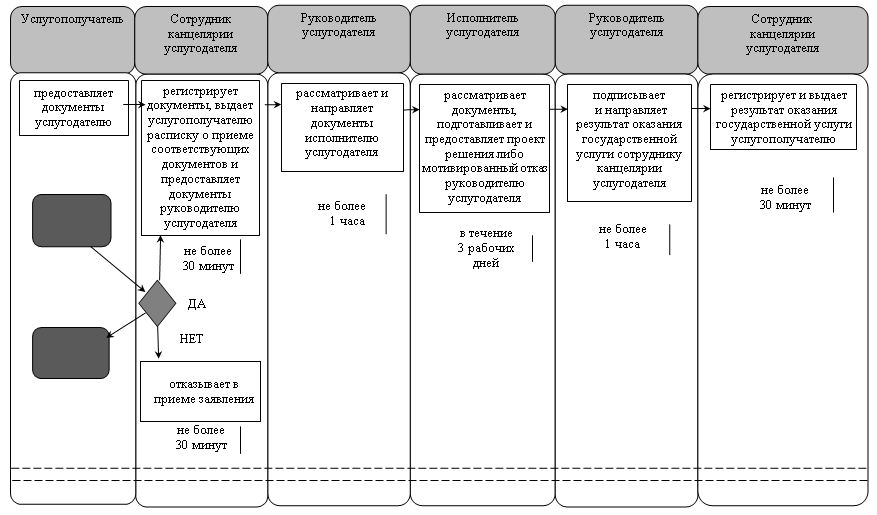 Услугополучатель
Сотрудник
канцелярии
услугодателя
Руководитель
услугодателя
Исполнитель
услугодателя
Руководитель
услугодателя
Сотрудник
канцелярии
услугодателя
предоставляет
документы
услугодателю
регистрирует
документы, выдает
услугополучателю
расписку о приеме
соответствующих
документов и
предоставляет
документы
руководителю
услугодателя
не более
30 минут
ДА
НЕТ
отказывает в
приеме заявления
не более
30 минут
рассматривает и
направляет
документы
исполнителю
услугодателя
не более
1 часа
рассматривает
документы,
подготавливает и
предоставляет проект
решения либо
мотивированный отказ
руководителю
услугодателя
в течение
3 рабочих
дней
подписывает
и направляет
результат оказания
государственной
услуги сотруднику
канцелярии
услугодателя
не более
1 часа
регистрирует и выдает
результат оказания
государственной услуги
услугополучателю
не более
30 минут